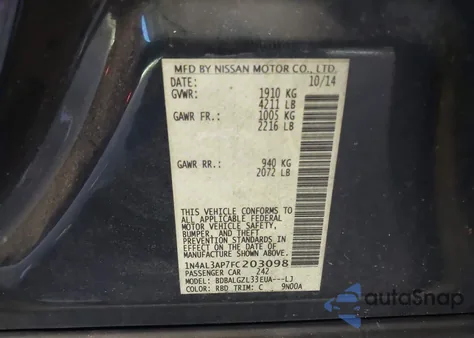 MFD BY NISSAN MOTOR CO., LTD.
DATE: 10/14
GVWR: 1910 KG
4211 LB
GAWR FR.: 1005 KG
2216 LB
GAWR RR.: 940 KG
2072 LB
THIS VEHICLE CONFORMS TO
ALL APPLICABLE FEDERAL
MOTOR VEHICLE SAFETY,
BUMPER, AND THEFT
PREVENTION STANDARDS
IN EFFECT ON THE DATE OF
MANUFACTURE SHOWN ABOVE.
1N4AL3AP7FC203098
PASSENGER CAR 242
MODEL: BDBALGZL33EUA---LJ
COLOR: RBD TRIM: C 9N00A
autoSnap